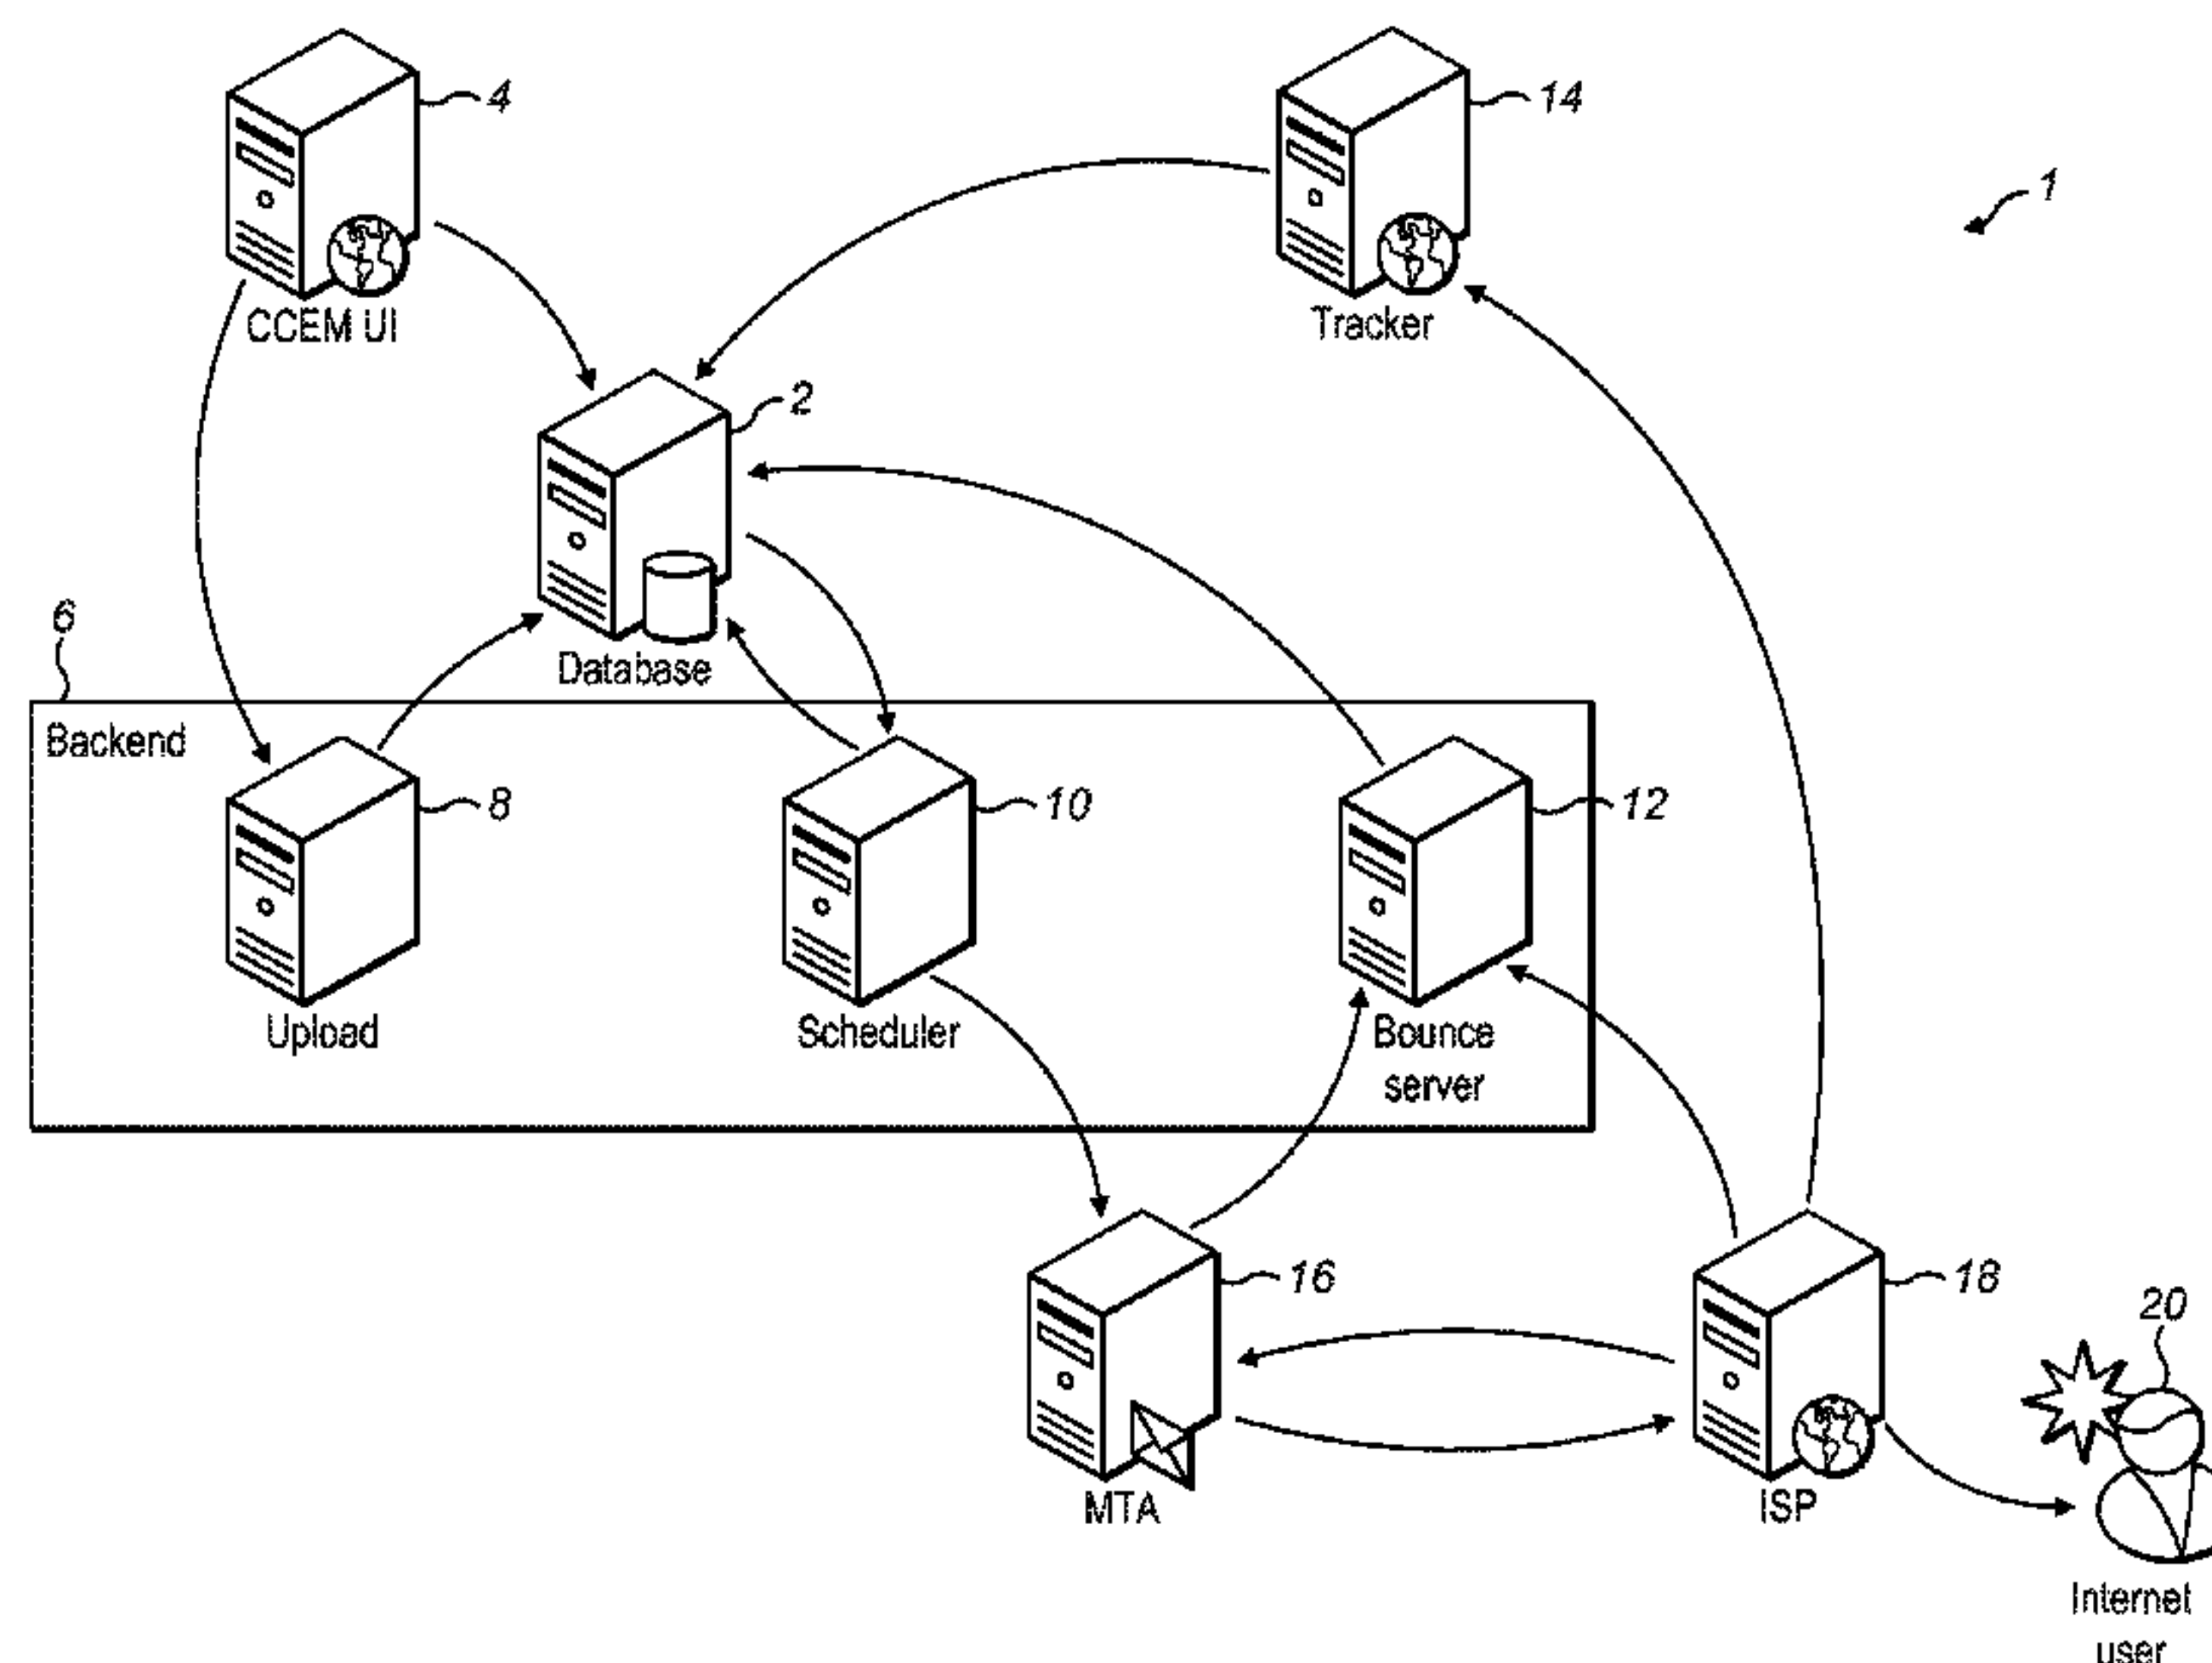 4
14
1
CCEM UI
Tracker
2
6
Database
Backend
8
10
12
Upload
Scheduler
Bounce
server
16
18
20
MTA
ISP
Internet
user